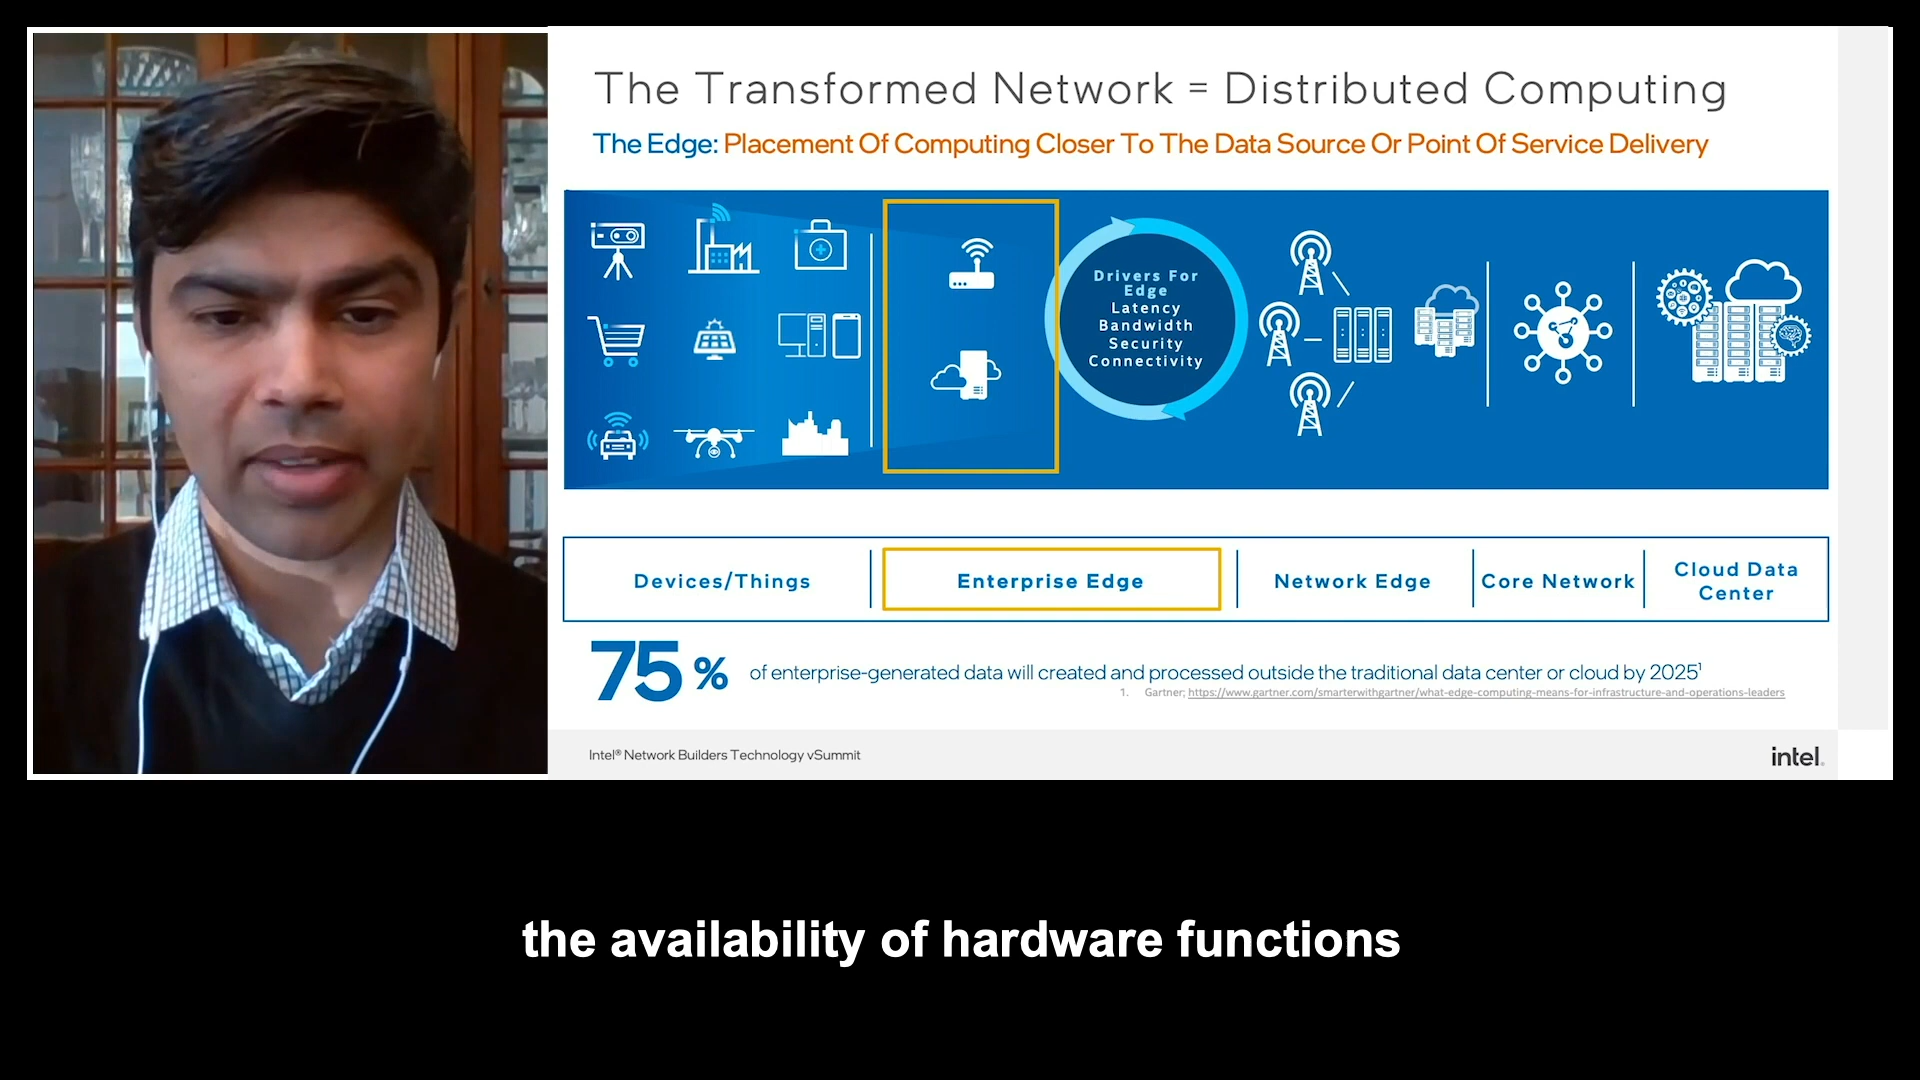 The Transformed Network = Distributed Computing
The Edge: Placement Of Computing Closer To The Data Source Or Point Of Service Delivery
Drivers For
Edge
Latency
Bandwidth
Security
Connectivity
Devices/Things
Enterprise Edge
Network Edge
Core Network
Cloud Data
Center
75 % of enterprise-generated data will created and processed outside the traditional data center or cloud by 2025¹
1. Gartner; https://www.gartner.com/smarterwithgartner/what-edge-computing-means-for-infrastructure-and-operations-leaders
Intel® Network Builders Technology vSummit
intel.
the availability of hardware functions